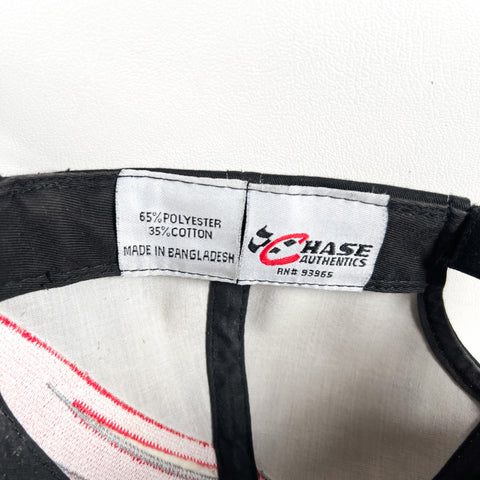 65%POLYESTER
35%COTTON
MADE IN BANGLADESH
CHASE
AUTHENTICS
RN# 93965